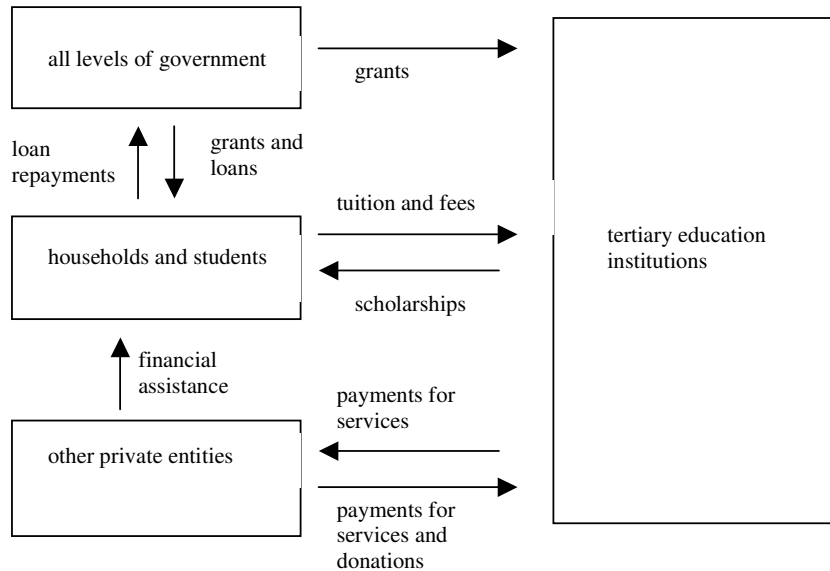 all levels of government
grants
loan
repayments
grants and
loans
tuition and fees
households and students
tertiary education
institutions
scholarships
financial
assistance
payments for
services
other private entities
payments for
services and
donations